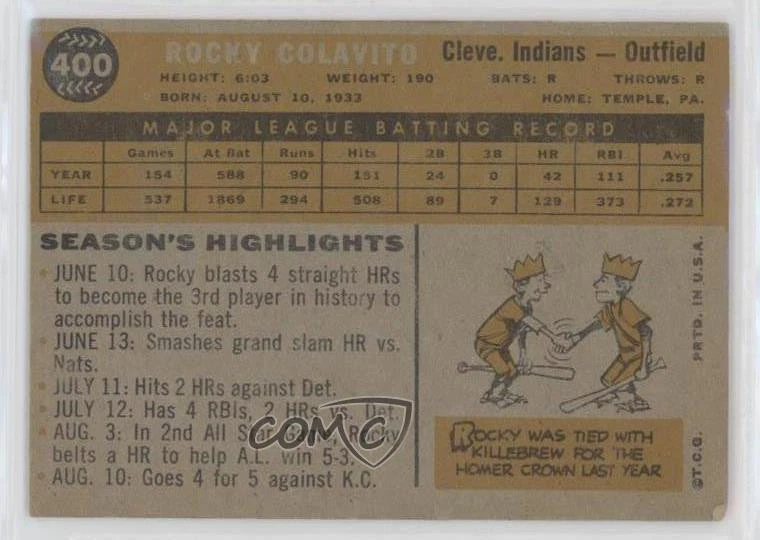 400
ROCKY COLAVITO Cleve. Indians — Outfield
HEIGHT: 6:03 WEIGHT: 190 BATS: R THROWS: R
BORN: AUGUST 10, 1933 HOME: TEMPLE, PA.
MAJOR LEAGUE BATTING RECORD
Games At Bat Runs Hits 2B 3B HR RBI Avg
YEAR 154 588 90 151 24 0 42 111 .257
LIFE 537 1869 294 508 89 7 129 373 .272
SEASON'S HIGHLIGHTS
JUNE 10: Rocky blasts 4 straight HRs
to become the 3rd player in history to
accomplish the feat.
JUNE 13: Smashes grand slam HR vs.
Nats.
JULY 11: Hits 2 HRs against Det.
JULY 12: Has 4 RBIs, 2 HRs vs. Det.
AUG. 3: In 2nd All Star Game, Rocky
belts a HR to help A.L. win 5-3.
AUG. 10: Goes 4 for 5 against K.C.
COMC
ROCKY WAS TIED WITH
KILLEBREW FOR THE
HOMER CROWN LAST YEAR
©T.C.G. PRTD. IN U.S.A.